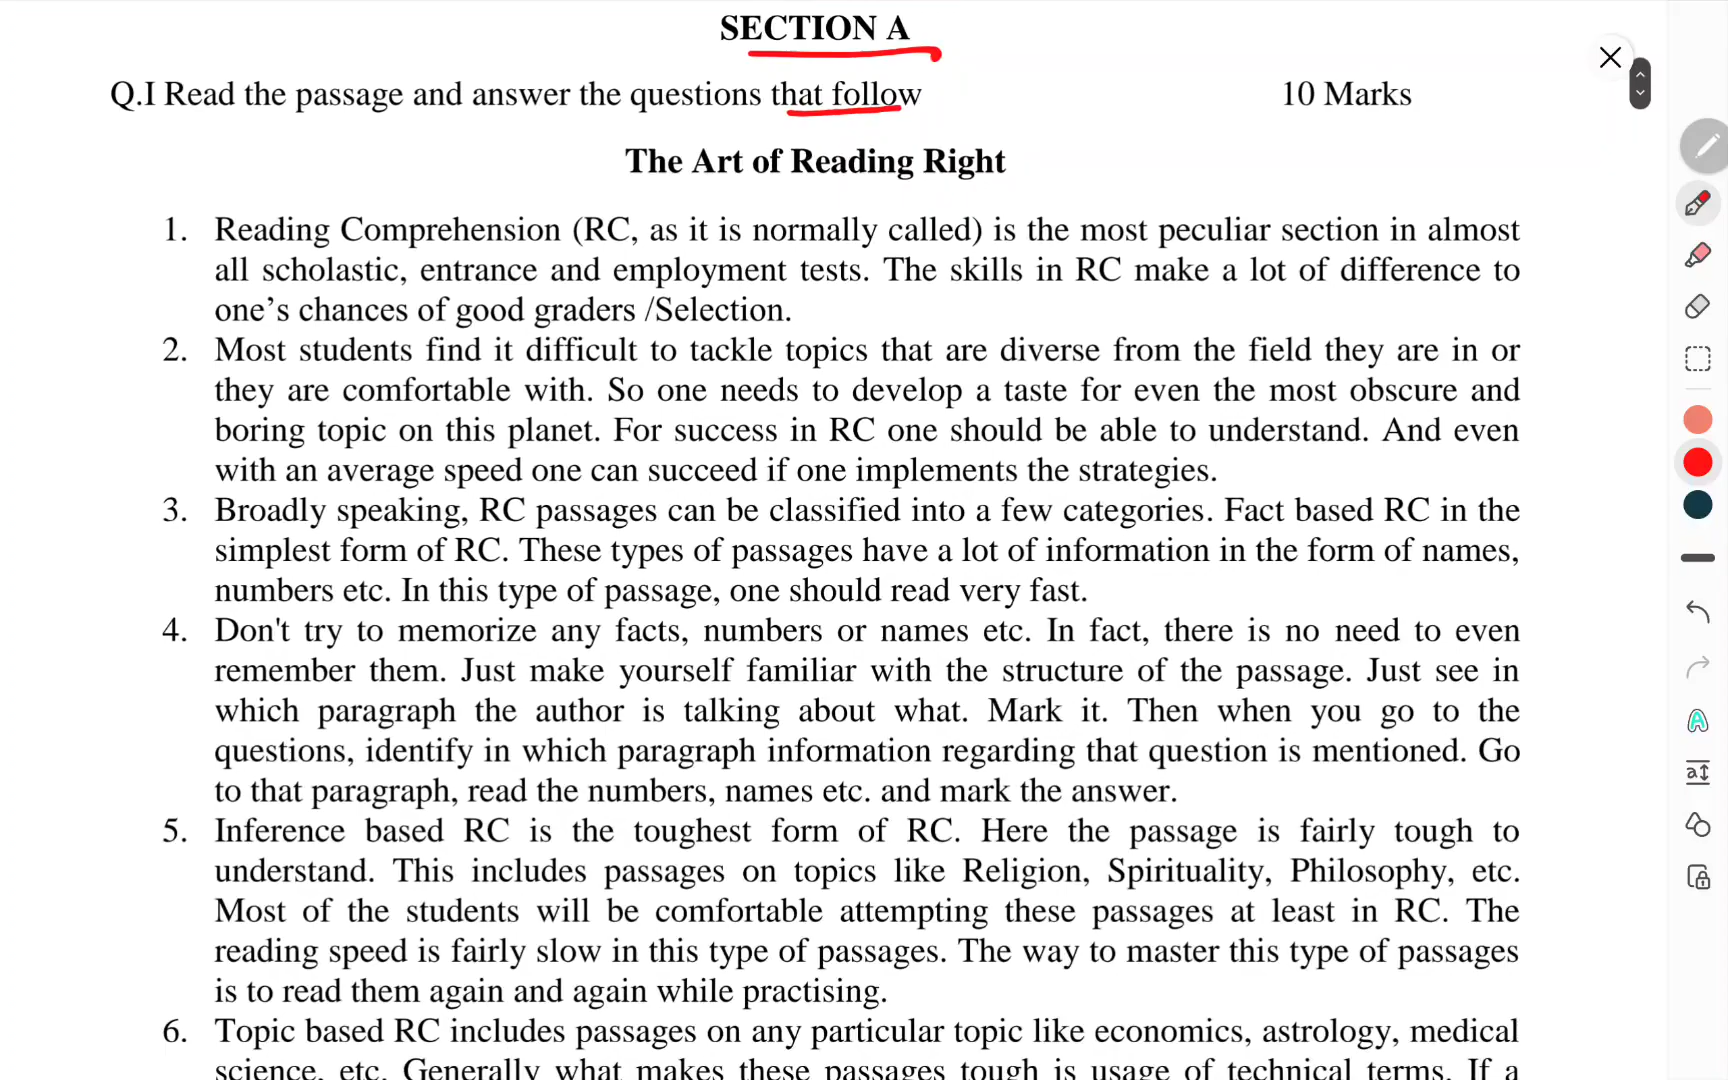 SECTION A
Q.I Read the passage and answer the questions that follow 10 Marks
The Art of Reading Right
1. Reading Comprehension (RC, as it is normally called) is the most peculiar section in almost
all scholastic, entrance and employment tests. The skills in RC make a lot of difference to
one’s chances of good graders /Selection.
2. Most students find it difficult to tackle topics that are diverse from the field they are in or
they are comfortable with. So one needs to develop a taste for even the most obscure and
boring topic on this planet. For success in RC one should be able to understand. And even
with an average speed one can succeed if one implements the strategies.
3. Broadly speaking, RC passages can be classified into a few categories. Fact based RC in the
simplest form of RC. These types of passages have a lot of information in the form of names,
numbers etc. In this type of passage, one should read very fast.
4. Don't try to memorize any facts, numbers or names etc. In fact, there is no need to even
remember them. Just make yourself familiar with the structure of the passage. Just see in
which paragraph the author is talking about what. Mark it. Then when you go to the
questions, identify in which paragraph information regarding that question is mentioned. Go
to that paragraph, read the numbers, names etc. and mark the answer.
5. Inference based RC is the toughest form of RC. Here the passage is fairly tough to
understand. This includes passages on topics like Religion, Spirituality, Philosophy, etc.
Most of the students will be comfortable attempting these passages at least in RC. The
reading speed is fairly slow in this type of passages. The way to master this type of passages
is to read them again and again while practising.
6. Topic based RC includes passages on any particular topic like economics, astrology, medical
science, etc. Generally what makes these passages tough is usage of technical terms. If a